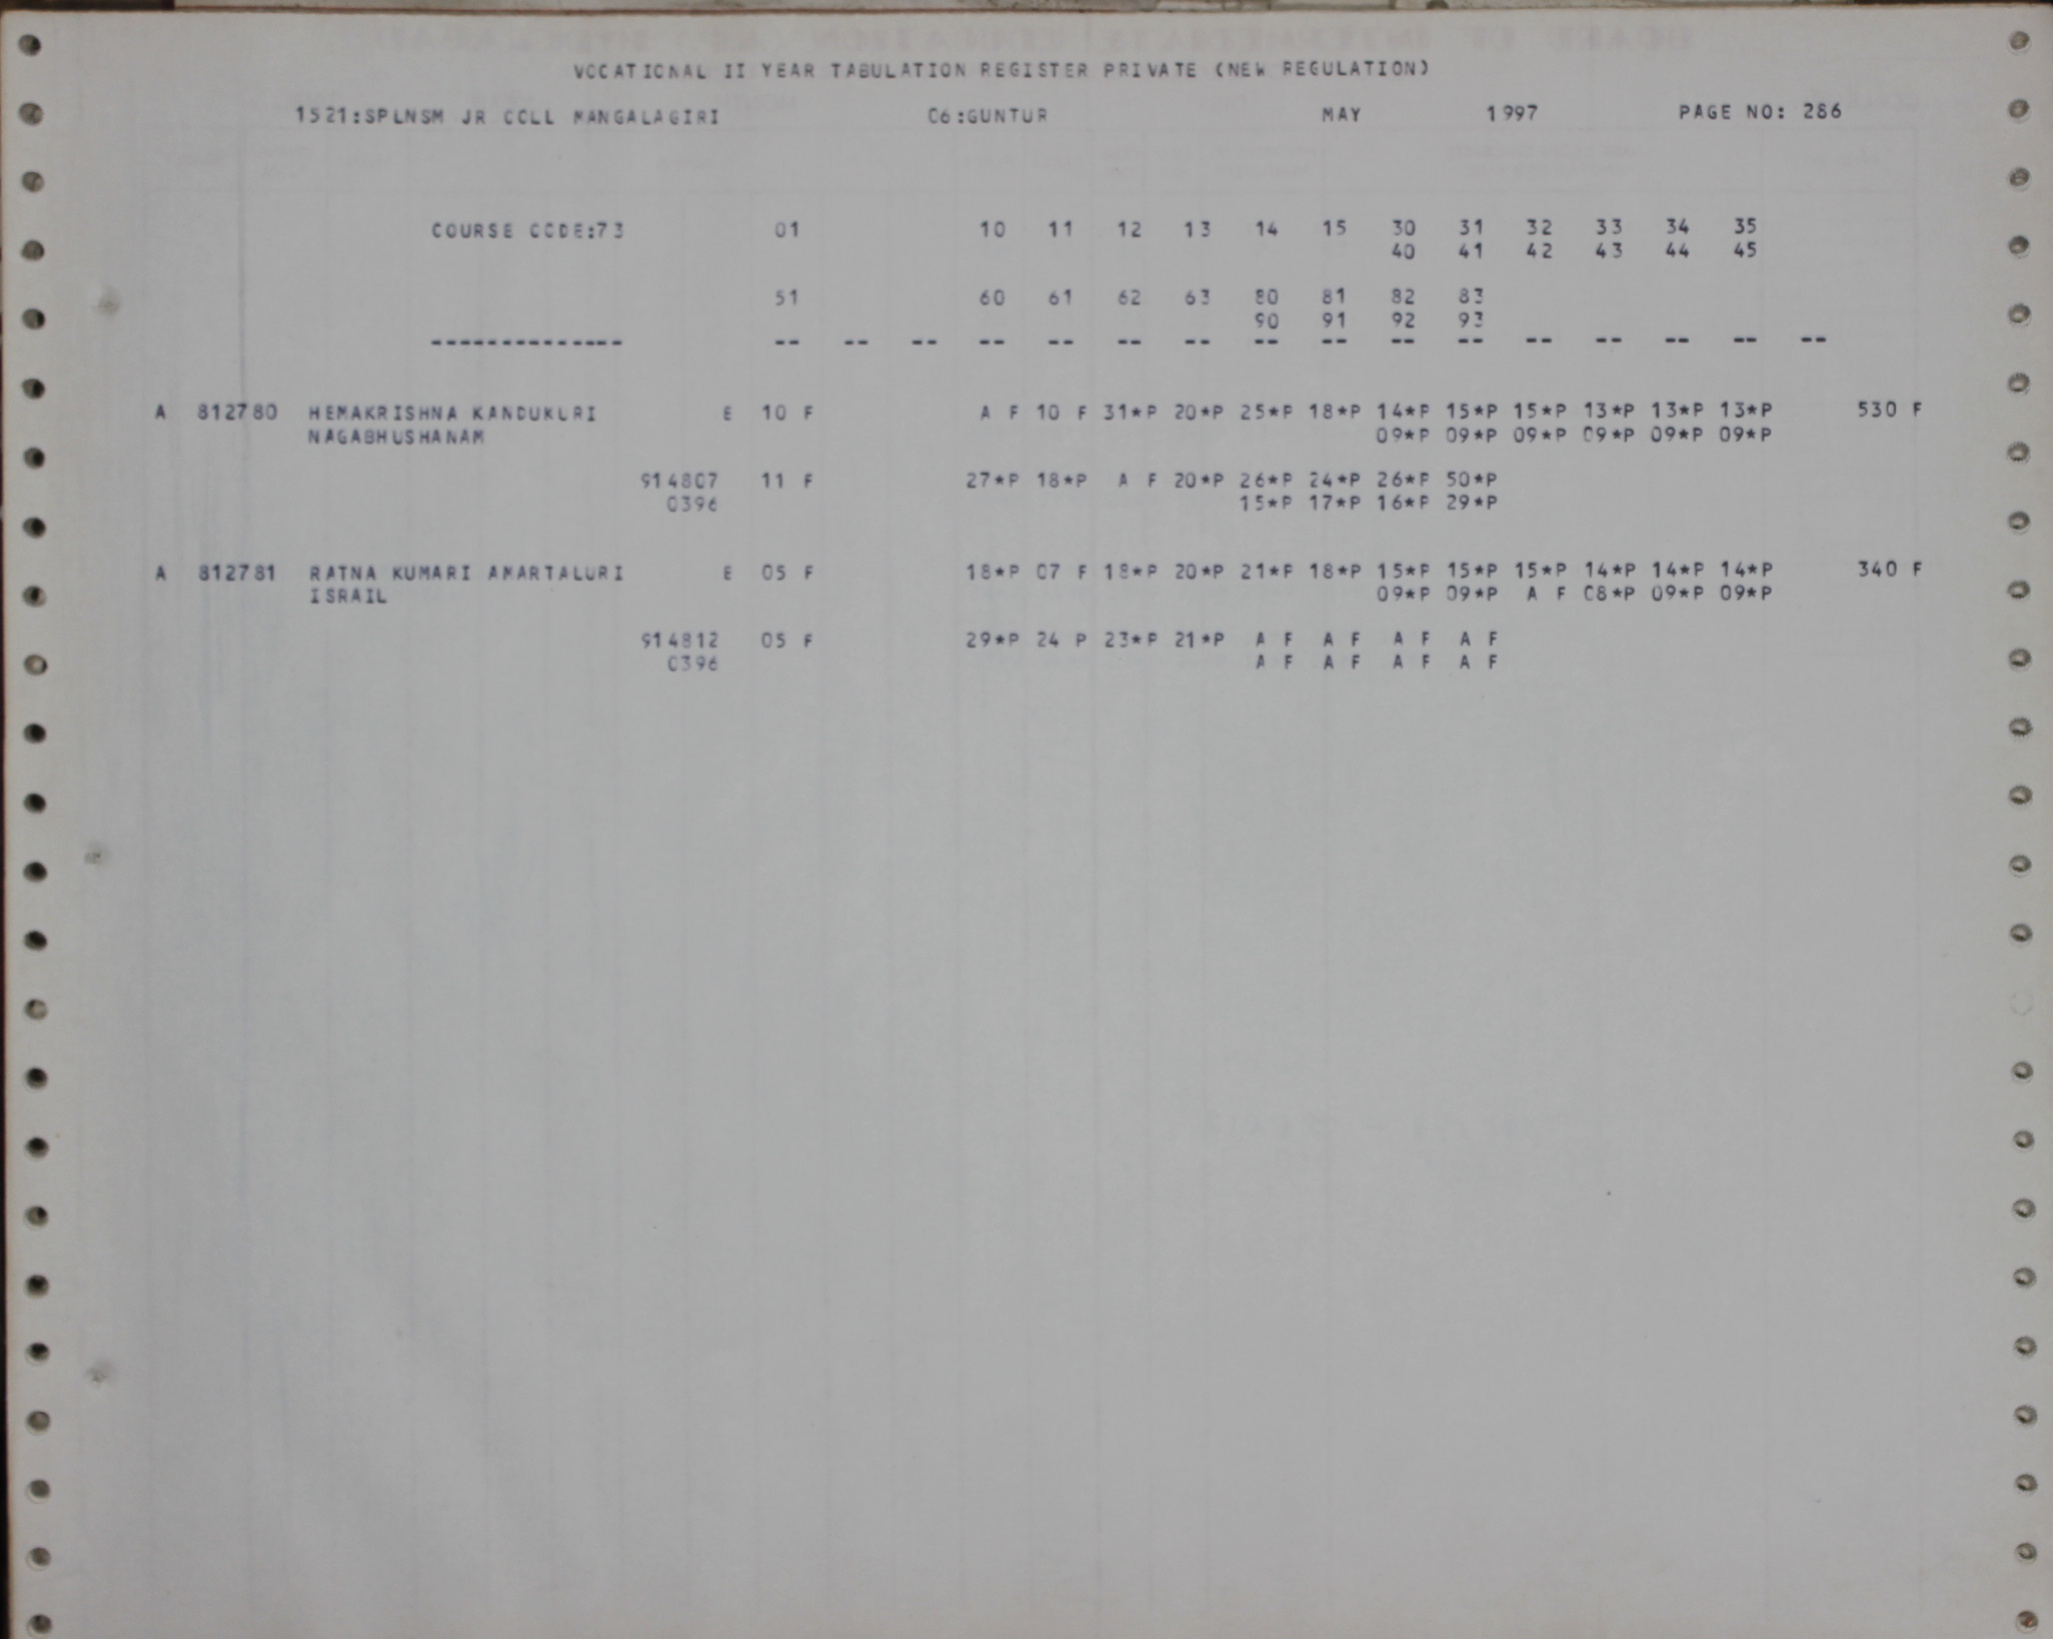 VOCATIONAL II YEAR TABULATION REGISTER PRIVATE (NEW REGULATION)
1521:SPLNSM JR COLL MANGALAGIRI 06:GUNTUR MAY 1997 PAGE NO: 286
COURSE CODE:73 01 10 11 12 13 14 15 30 31 32 33 34 35
40 41 42 43 44 45
51 60 61 62 63 80 81 82 83
90 91 92 93
-------------- -- -- -- -- -- -- -- -- -- -- -- -- -- -- -- --
A 812780 HEMAKRISHNA KANDUKURI E 10 F A F 10 F 31*P 20*P 25*P 18*P 14*P 15*P 15*P 13*P 13*P 13*P 530 F
NAGABHUSHANAM 09*P 09*P 09*P 09*P 09*P 09*P
914807 11 F 27*P 18*P A F 20*P 26*P 24*P 26*P 50*P
0396 15*P 17*P 16*P 29*P
A 812781 RATNA KUMARI AMARTALURI E 05 F 18*P 07 F 18*P 20*P 21*P 18*P 15*P 15*P 15*P 14*P 14*P 14*P 340 F
ISRAIL 09*P 09*P A F 08*P 09*P 09*P
914812 05 F 29*P 24 P 23*P 21*P A F A F A F A F
0396 A F A F A F A F